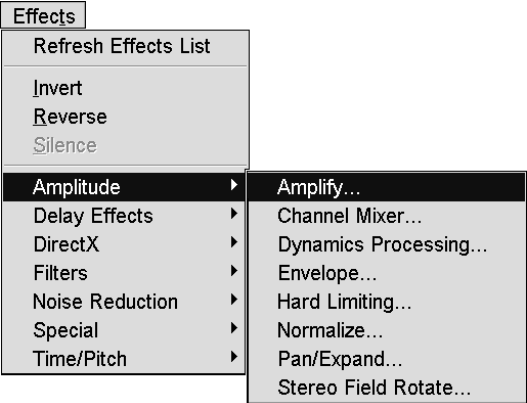 Effects
Refresh Effects List
Invert
Reverse
Silence
Amplitude
Delay Effects
DirectX
Filters
Noise Reduction
Special
Time/Pitch
Amplify...
Channel Mixer...
Dynamics Processing...
Envelope...
Hard Limiting...
Normalize...
Pan/Expand...
Stereo Field Rotate...